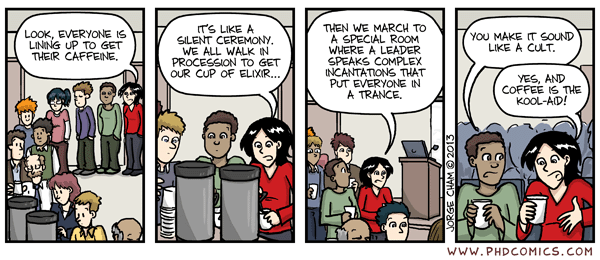 LOOK, EVERYONE IS
LINING UP TO GET
THEIR CAFFEINE.
IT'S LIKE A
SILENT CEREMONY.
WE ALL WALK IN
PROCESSION TO GET
OUR CUP OF ELIXIR...
THEN WE MARCH TO
A SPECIAL ROOM
WHERE A LEADER
SPEAKS COMPLEX
INCANTATIONS THAT
PUT EVERYONE IN
A TRANCE.
JORGE CHAM © 2013
YOU MAKE IT SOUND
LIKE A CULT.
YES, AND
COFFEE IS THE
KOOL-AID!
WWW.PHDCOMICS.COM